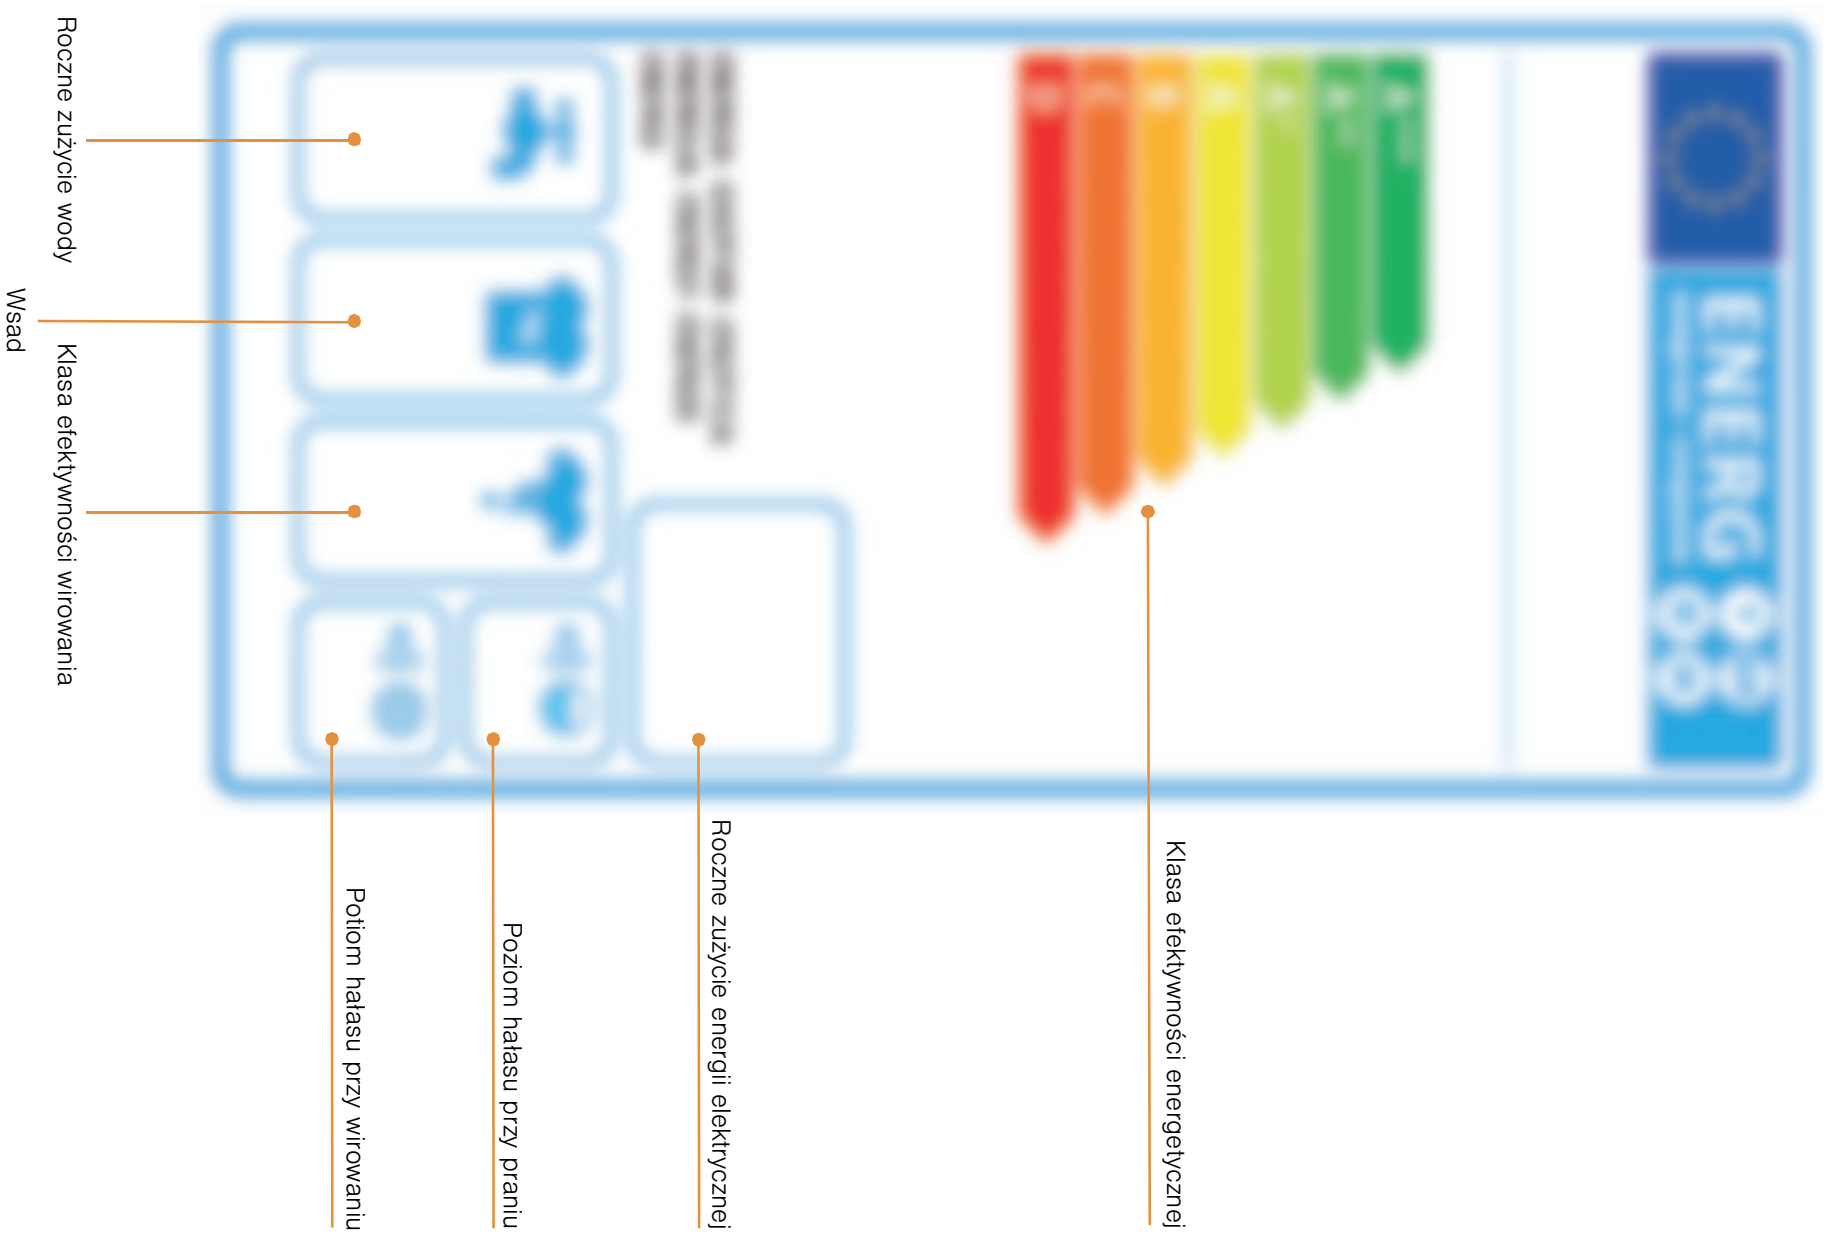 ENERG
A
A
A
A
B
C
D
Klasa efektywności energetycznej
Roczne zużycie energii elektrycznej
Poziom hałasu przy praniu
Potiom hałasu przy wirowaniu
Roczne zużycie wody
Klasa efektywności wirowania
Wsad